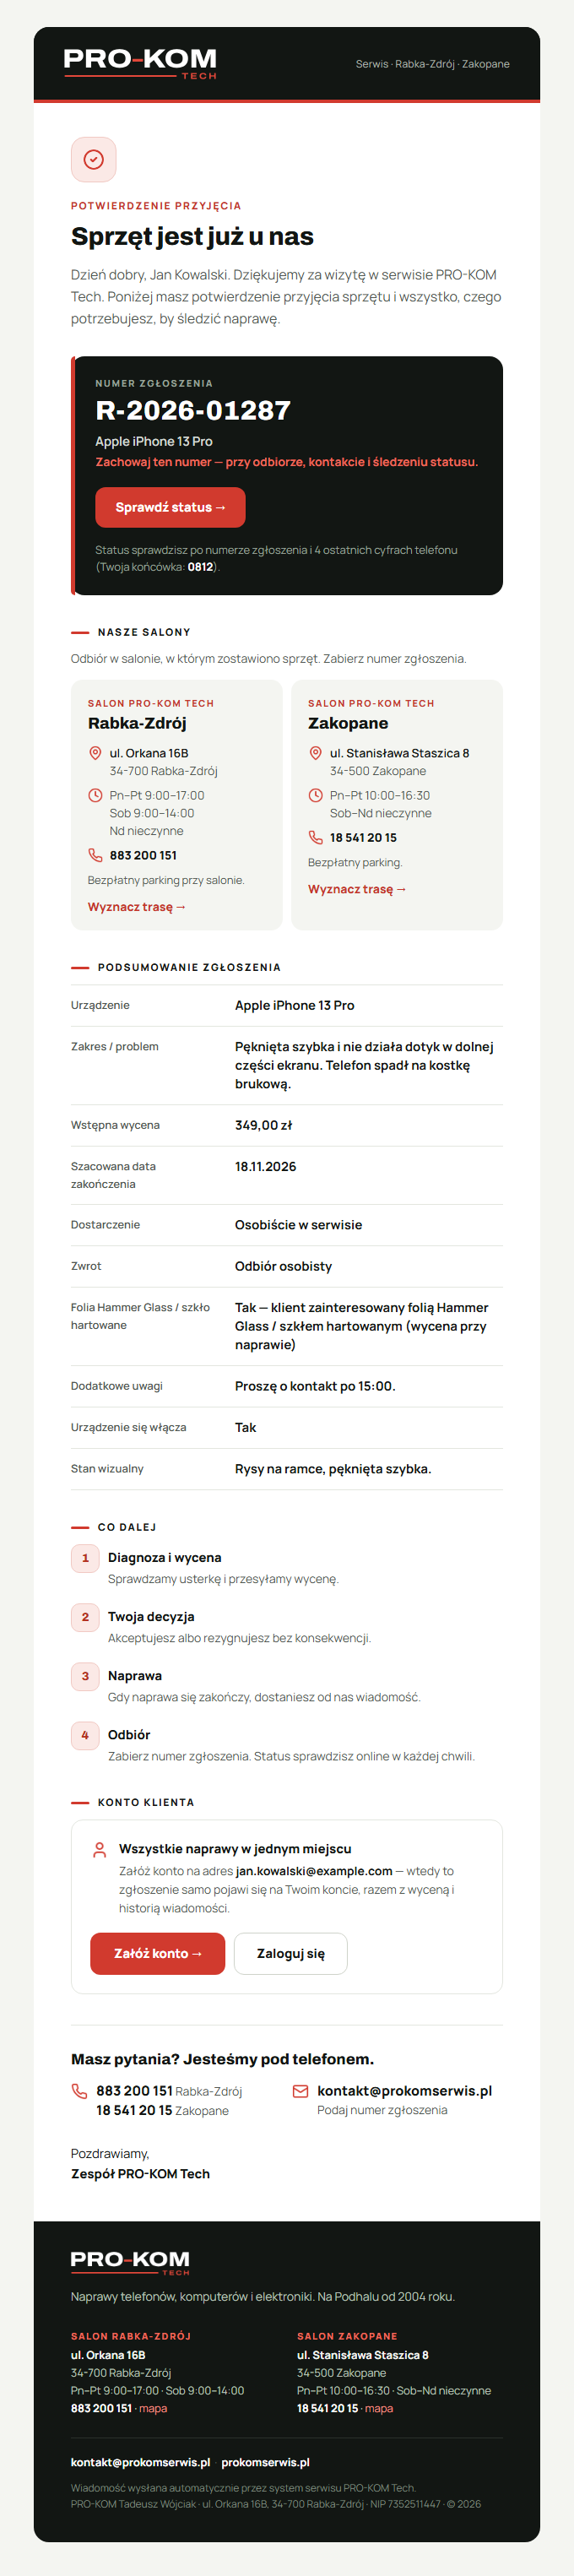 PRO-KOM
TECH
Serwis · Rabka-Zdrój · Zakopane
POTWIERDZENIE PRZYJĘCIA
Sprzęt jest już u nas
Dzień dobry, Jan Kowalski. Dziękujemy za wizytę w serwisie PRO-KOM
Tech. Poniżej masz potwierdzenie przyjęcia sprzętu i wszystko, czego
potrzebujesz, by śledzić naprawę.
NUMER ZGŁOSZENIA
R-2026-01287
Apple iPhone 13 Pro
Zachowaj ten numer — przy odbiorze, kontakcie i śledzeniu statusu.
Sprawdź status →
Status sprawdzisz po numerze zgłoszenia i 4 ostatnich cyfrach telefonu
(Twoja końcówka: 0812).
NASZE SALONY
Odbiór w salonie, w którym zostawiono sprzęt. Zabierz numer zgłoszenia.
SALON PRO-KOM TECH
Rabka-Zdrój
ul. Orkana 16B
34-700 Rabka-Zdrój
Pn–Pt 9:00–17:00
Sob 9:00–14:00
Nd nieczynne
883 200 151
Bezpłatny parking przy salonie.
Wyznacz trasę →
SALON PRO-KOM TECH
Zakopane
ul. Stanisława Staszica 8
34-500 Zakopane
Pn–Pt 10:00–16:30
Sob–Nd nieczynne
18 541 20 15
Bezpłatny parking.
Wyznacz trasę →
PODSUMOWANIE ZGŁOSZENIA
Urządzenie
Apple iPhone 13 Pro
Zakres / problem
Pęknięta szybka i nie działa dotyk w dolnej
części ekranu. Telefon spadł na kostkę
brukową.
Wstępna wycena
349,00 zł
Szacowana data
zakończenia
18.11.2026
Dostarczenie
Osobiście w serwisie
Zwrot
Odbiór osobisty
Folia Hammer Glass / szkło
hartowane
Tak — klient zainteresowany folią Hammer
Glass / szkłem hartowanym (wycena przy
naprawie)
Dodatkowe uwagi
Proszę o kontakt po 15:00.
Urządzenie się włącza
Tak
Stan wizualny
Rysy na ramce, pęknięta szybka.
CO DALEJ
1
Diagnoza i wycena
Sprawdzamy usterkę i przesyłamy wycenę.
2
Twoja decyzja
Akceptujesz albo rezygnujesz bez konsekwencji.
3
Naprawa
Gdy naprawa się zakończy, dostaniesz od nas wiadomość.
4
Odbiór
Zabierz numer zgłoszenia. Status sprawdzisz online w każdej chwili.
KONTO KLIENTA
Wszystkie naprawy w jednym miejscu
Załóż konto na adres jan.kowalski@example.com — wtedy to
zgłoszenie samo pojawi się na Twoim koncie, razem z wyceną i
historią wiadomości.
Załóż konto →
Zaloguj się
Masz pytania? Jesteśmy pod telefonem.
883 200 151 Rabka-Zdrój
18 541 20 15 Zakopane
kontakt@prokomserwis.pl
Podaj numer zgłoszenia
Pozdrawiamy,
Zespół PRO-KOM Tech
PRO-KOM
TECH
Naprawy telefonów, komputerów i elektroniki. Na Podhalu od 2004 roku.
SALON RABKA-ZDRÓJ
ul. Orkana 16B
34-700 Rabka-Zdrój
Pn–Pt 9:00–17:00 · Sob 9:00–14:00
883 200 151 · mapa
SALON ZAKOPANE
ul. Stanisława Staszica 8
34-500 Zakopane
Pn–Pt 10:00–16:30 · Sob–Nd nieczynne
18 541 20 15 · mapa
kontakt@prokomserwis.pl · prokomserwis.pl
Wiadomość wysłana automatycznie przez system serwisu PRO-KOM Tech.
PRO-KOM Tadeusz Wójciak · ul. Orkana 16B, 34-700 Rabka-Zdrój · NIP 7352511447 · © 2026